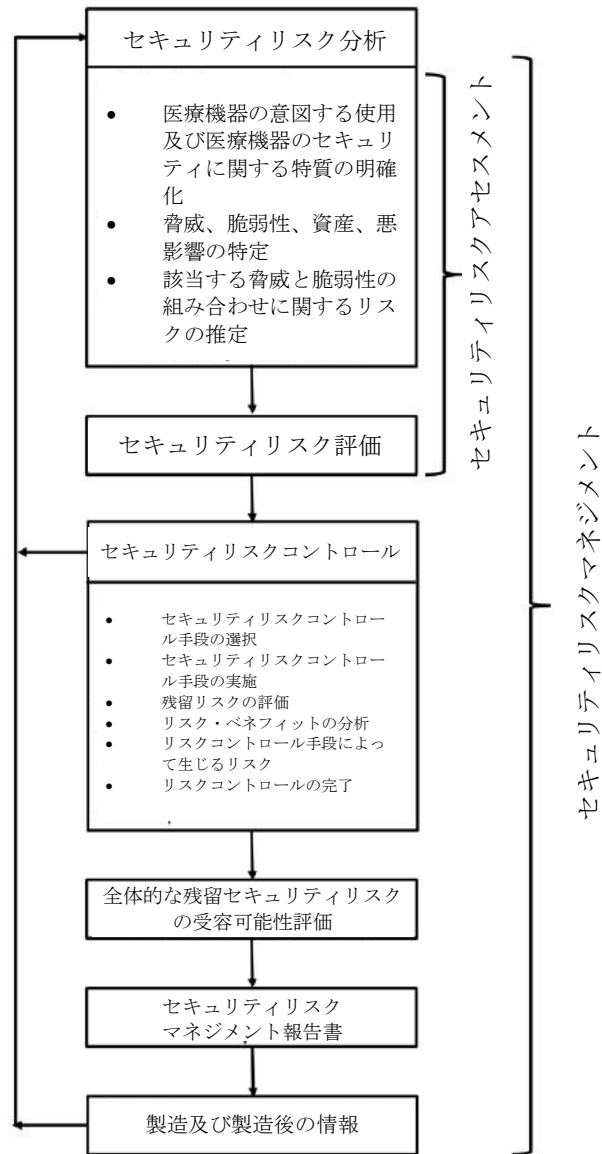 セキュリティリスク分析
• 医療機器の意図する使用
及び医療機器のセキュリ
ティに関する特質の明確
化
• 脅威、脆弱性、資産、悪
影響の特定
• 該当する脅威と脆弱性の
組み合わせに関するリス
クの推定
セキュリティリスク評価
セキュリティリスクアセスメント
セキュリティリスクコントロール
• セキュリティリスクコントロー
ル手段の選択
• セキュリティリスクコントロー
ル手段の実施
• 残留リスクの評価
• リスク・ベネフィットの分析
• リスクコントロール手段によっ
て生じるリスク
• リスクコントロールの完了
全体的な残留セキュリティリスク
の受容可能性評価
セキュリティリスク
マネジメント報告書
製造及び製造後の情報
セキュリティリスクマネジメント